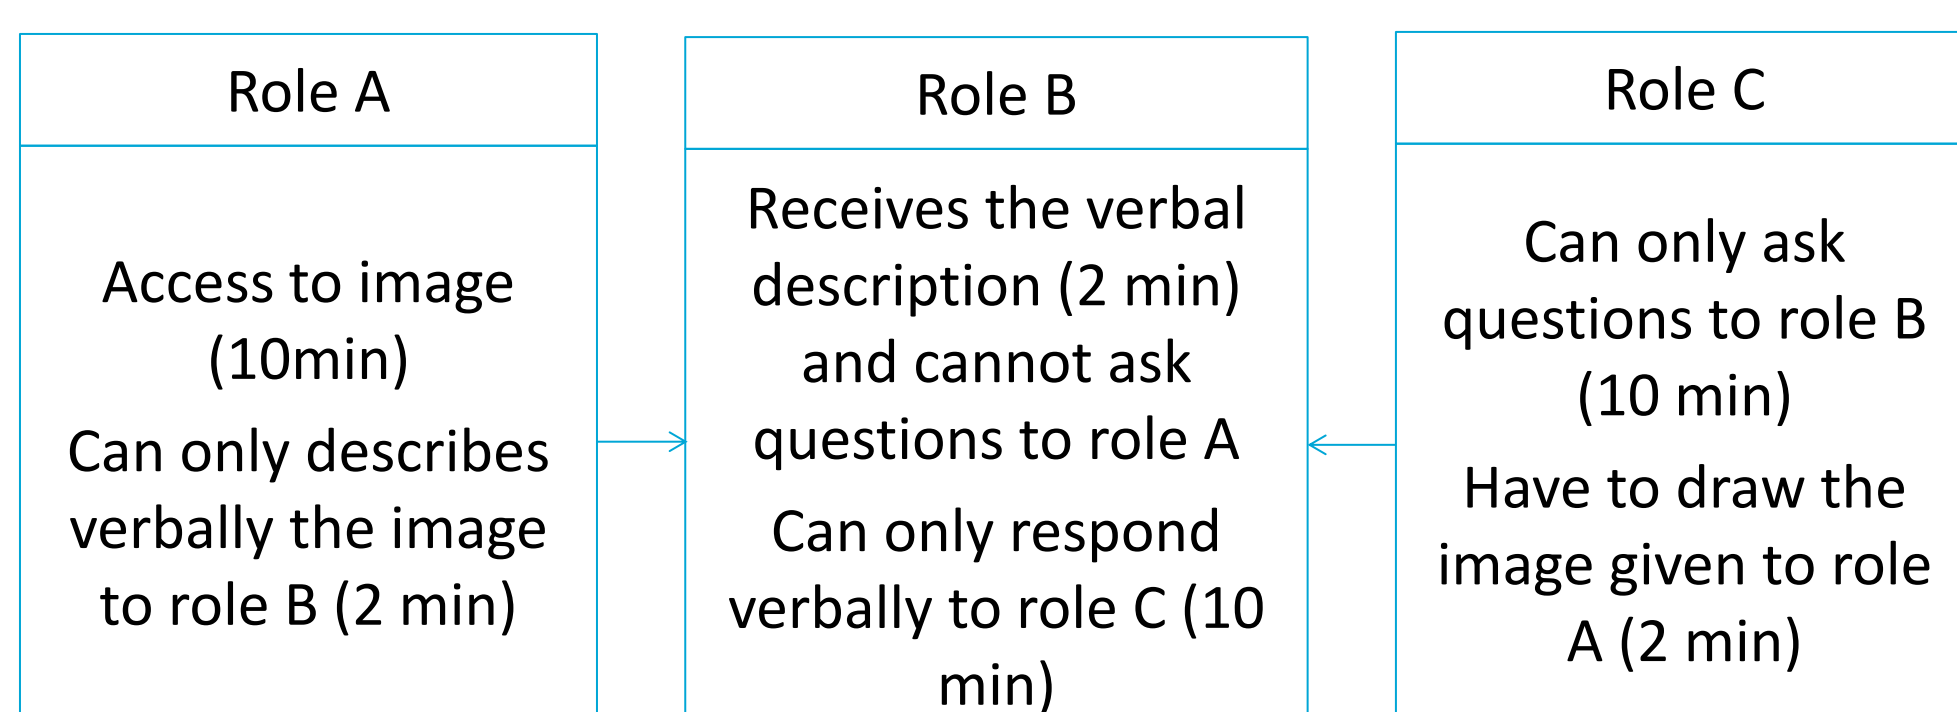 Role A
Access to image
(10min)
Can only describes
verbally the image
to role B (2 min)
Role B
Receives the verbal
description (2 min)
and cannot ask
questions to role A
Can only respond
verbally to role C (10
min)
Role C
Can only ask
questions to role B
(10 min)
Have to draw the
image given to role
A (2 min)